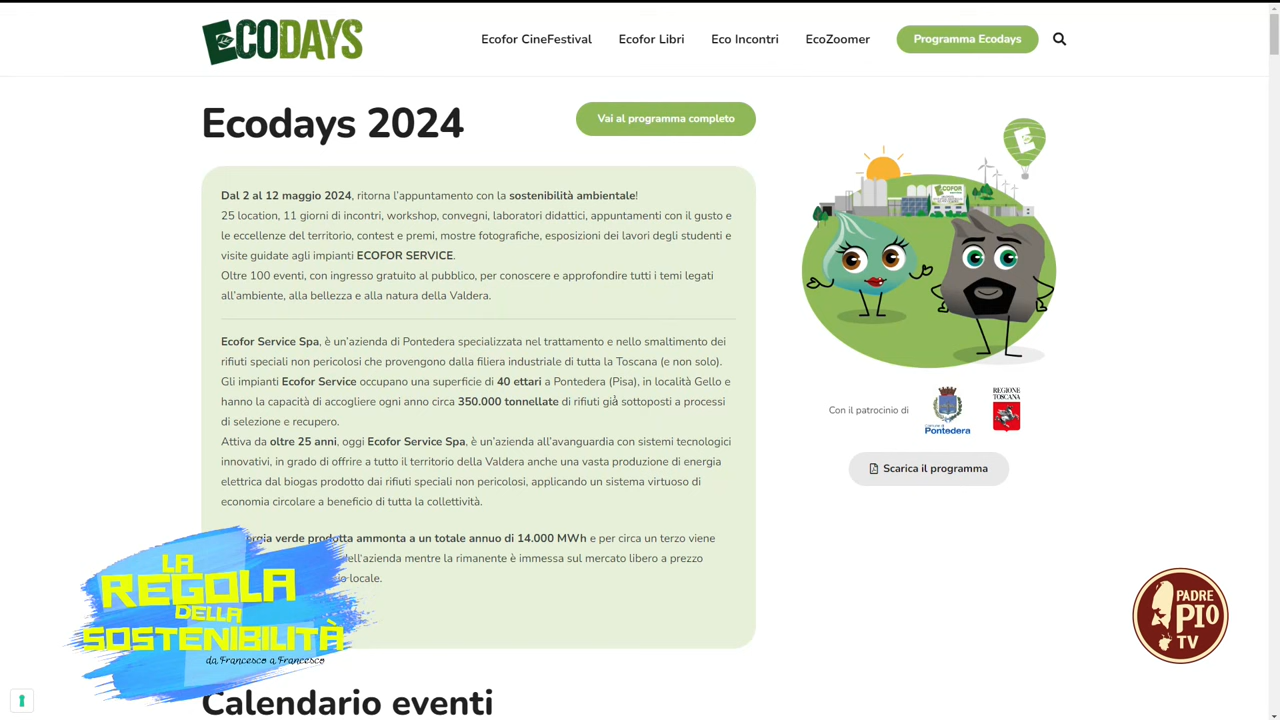 ECODAYS
Ecofor CineFestival
Ecofor Libri
Eco Incontri
EcoZoomer
Programma Ecodays
Ecodays 2024
Vai al programma completo
Dal 2 al 12 maggio 2024, ritorna l'appuntamento con la sostenibilità ambientale!
25 location, 11 giorni di incontri, workshop, convegni, laboratori didattici, appuntamenti con il gusto e
le eccellenze del territorio, contest e premi, mostre fotografiche, esposizioni dei lavori degli studenti e
visite guidate agli impianti ECOFOR SERVICE.
Oltre 100 eventi, con ingresso gratuito al pubblico, per conoscere e approfondire tutti i temi legati
all'ambiente, alla bellezza e alla natura della Valdera.
Ecofor Service Spa, è un'azienda di Pontedera specializzata nel trattamento e nello smaltimento dei
rifiuti speciali non pericolosi che provengono dalla filiera industriale di tutta la Toscana (e non solo).
Gli impianti Ecofor Service occupano una superficie di 40 ettari a Pontedera (Pisa), in località Gello e
hanno la capacità di accogliere ogni anno circa 350.000 tonnellate di rifiuti già sottoposti a processi
di selezione e recupero.
Attiva da oltre 25 anni, oggi Ecofor Service Spa, è un'azienda all'avanguardia con sistemi tecnologici
innovativi, in grado di offrire a tutto il territorio della Valdera anche una vasta produzione di energia
elettrica dal biogas prodotto dai rifiuti speciali non pericolosi, applicando un sistema virtuoso di
economia circolare a beneficio di tutta la collettività.
verde prodotta ammonta a un totale annuo di 14.000 MWh e per circa un terzo viene
dell'azienda mentre la rimanente è immessa sul mercato libero a prezzo
locale.
Calendario eventi
E
ECOFOR
Con il patrocinio di
Comune di
Pontedera
REGIONE
TOSCANA
Scarica il programma
LA
REGOLA
DELLA
SOSTENIBILITÀ
da Francesco a Francesco
PADRE
PIO
TV